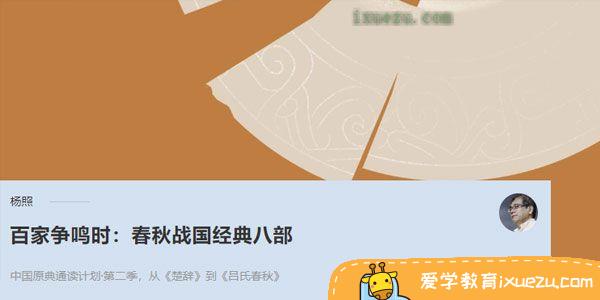 ixuezu.com
杨照
百家争鸣时：春秋战国经典八部
中国原典通读计划·第二季，从《楚辞》到《吕氏春秋》
爱学教育ixuezu.com